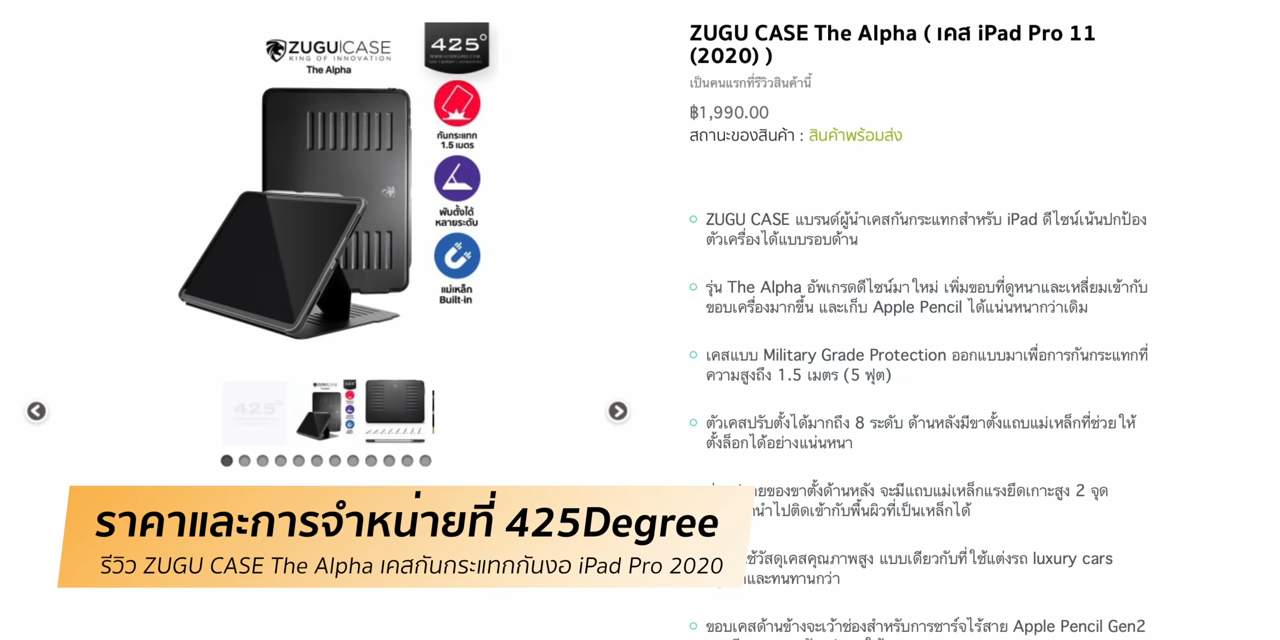 ZUGU CASE
KING OF INNOVATION
The Alpha
425°
กันกระแทก
1.5 เมตร
พับตั้งได้
หลายระดับ
แม่เหล็ก
Built-in
ZUGU CASE The Alpha ( เคส iPad Pro 11
(2020) )
เป็นคนแรกที่รีวิวสินค้านี้
฿1,990.00
สถานะของสินค้า : สินค้าพร้อมส่ง
ZUGU CASE แบรนด์ผู้นำเคสกันกระแทกสำหรับ iPad ดีไซน์เน้นปกป้อง
ตัวเครื่องได้แบบรอบด้าน
รุ่น The Alpha อัพเกรดดีไซน์มาใหม่ เพิ่มขอบที่ดูหนาและเหลี่ยมเข้ากับ
ขอบเครื่องมากขึ้น และเก็บ Apple Pencil ได้แน่นหนากว่าเดิม
เคสแบบ Military Grade Protection ออกแบบมาเพื่อการกันกระแทกที่
ความสูงถึง 1.5 เมตร (5 ฟุต)
ตัวเคสปรับตั้งได้มากถึง 8 ระดับ ด้านหลังมีขาตั้งแถบแม่เหล็กที่ช่วยให้
ตั้งล็อกได้อย่างแน่นหนา
ของขาตั้งด้านหลัง จะมีแถบแม่เหล็กแรงยึดเกาะสูง 2 จุด
นำไปติดเข้ากับพื้นผิวที่เป็นเหล็กได้
ใช้วัสดุเคสคุณภาพสูง แบบเดียวกับที่ใช้แต่งรถ luxury cars
และทนทานกว่า
ขอบเคสด้านข้างจะเว้าช่องสำหรับการชาร์จไร้สาย Apple Pencil Gen2
ราคาและการจำหน่ายที่ 425Degree
รีวิว ZUGU CASE The Alpha เคสกันกระแทกกันงอ iPad Pro 2020